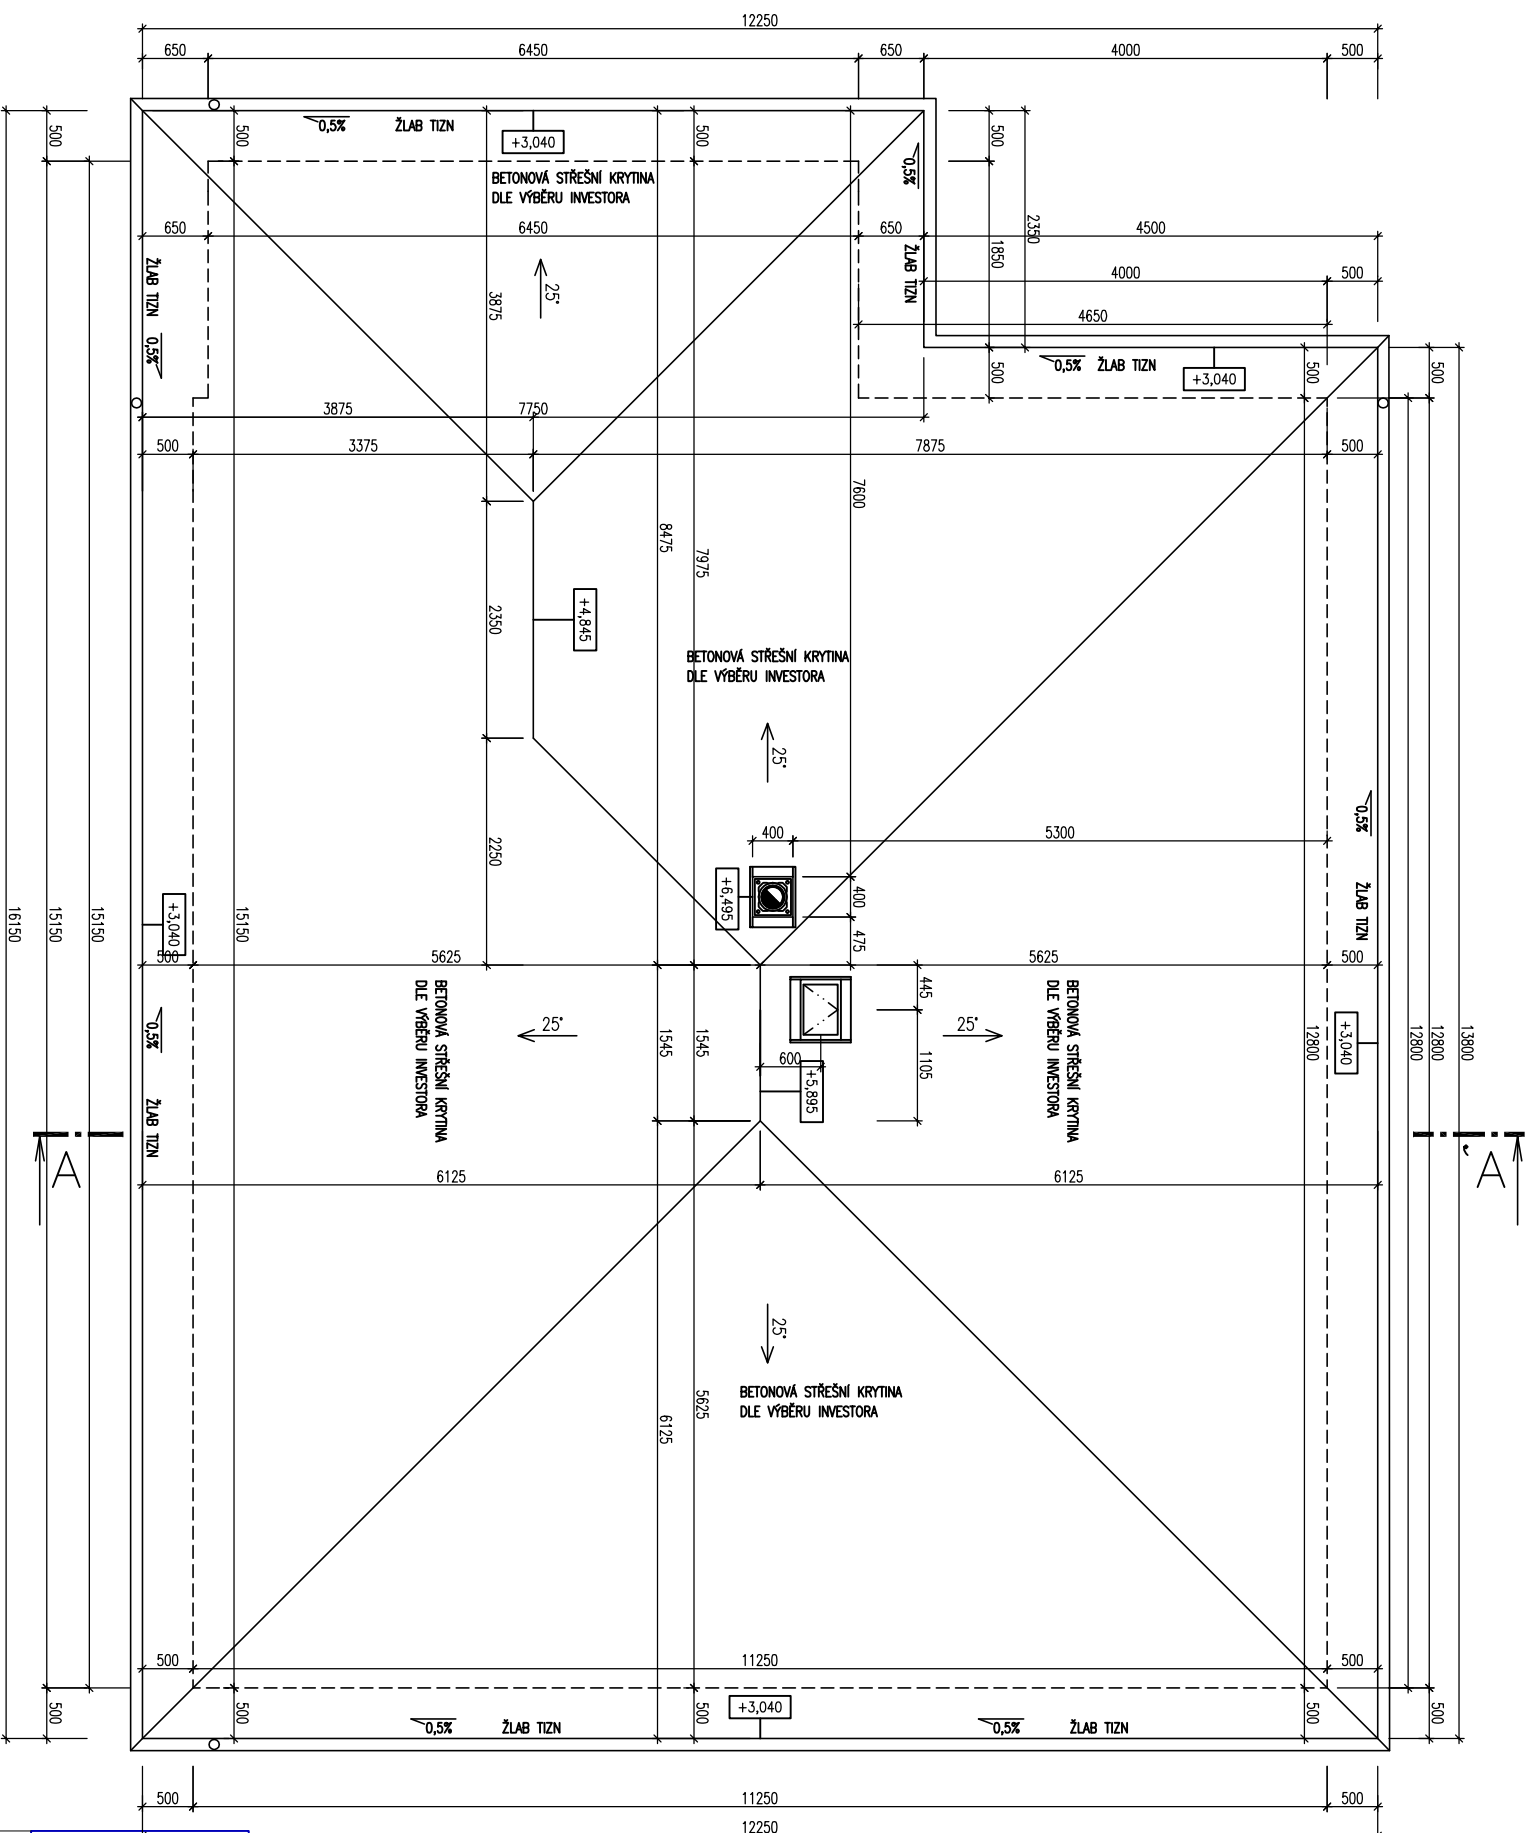 12250
650 6450 650 4000 500
500 500 500 500
0,5% ŽLAB TIZN
+3,040
0,5%
BETONOVÁ STŘEŠNÍ KRYTINA
DLE VÝBĚRU INVESTORA
2350
650 6450 650 4500
1850
ŽLAB TIZN
ŽLAB TIZN 0,5%
4000 500
25°
3875
4650
0,5% ŽLAB TIZN
+3,040
500 500 500
3875 7750
500 3375 7875 500
7600
8475
7975
+4,845
2350
BETONOVÁ STŘEŠNÍ KRYTINA
DLE VÝBĚRU INVESTORA
25°
0,5%
ŽLAB TIZN
400 5300
2250
+6,495
400
475
+3,040
16150
15150
15150
15150
500 5625 5625 500
BETONOVÁ STŘEŠNÍ KRYTINA
DLE VÝBĚRU INVESTORA
445
BETONOVÁ STŘEŠNÍ KRYTINA
DLE VÝBĚRU INVESTORA
0,5%
25°
1545
1545
600
1105
25°
12800
+3,040
12800
12800
13800
+5,895
ŽLAB TIZN
A
A
6125 6125
25°
BETONOVÁ STŘEŠNÍ KRYTINA
DLE VÝBĚRU INVESTORA
5625
6125
500 11250 500
500 500 500 500 500
+3,040
0,5% ŽLAB TIZN
0,5% ŽLAB TIZN
500 11250 500
12250